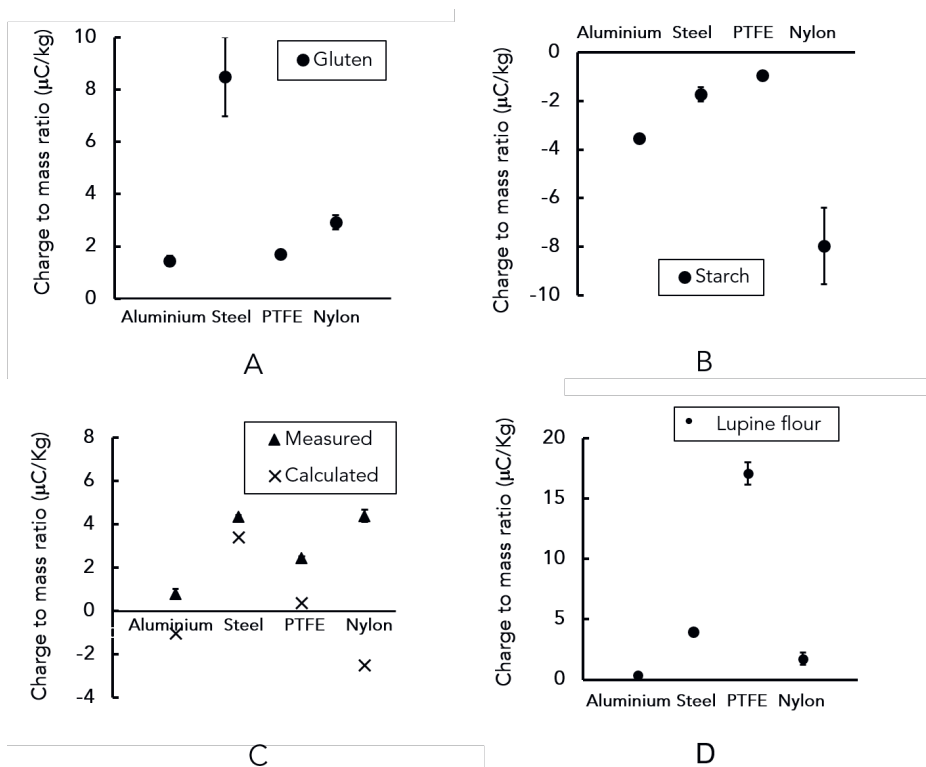 Charge to mass ratio (μC/kg)
10
8
6
4
2
0
Gluten
Aluminium Steel PTFE Nylon
A
Charge to mass ratio (μC/kg)
Aluminium Steel PTFE Nylon
0
-2
-4
-6
-8
-10
Starch
B
Charge to mass ratio (μC/Kg)
8
6
4
2
0
-2
-4
Measured
Calculated
Aluminium Steel PTFE Nylon
C
Charge to mass ratio (μC/Kg)
20
15
10
5
0
Lupine flour
Aluminium Steel PTFE Nylon
D